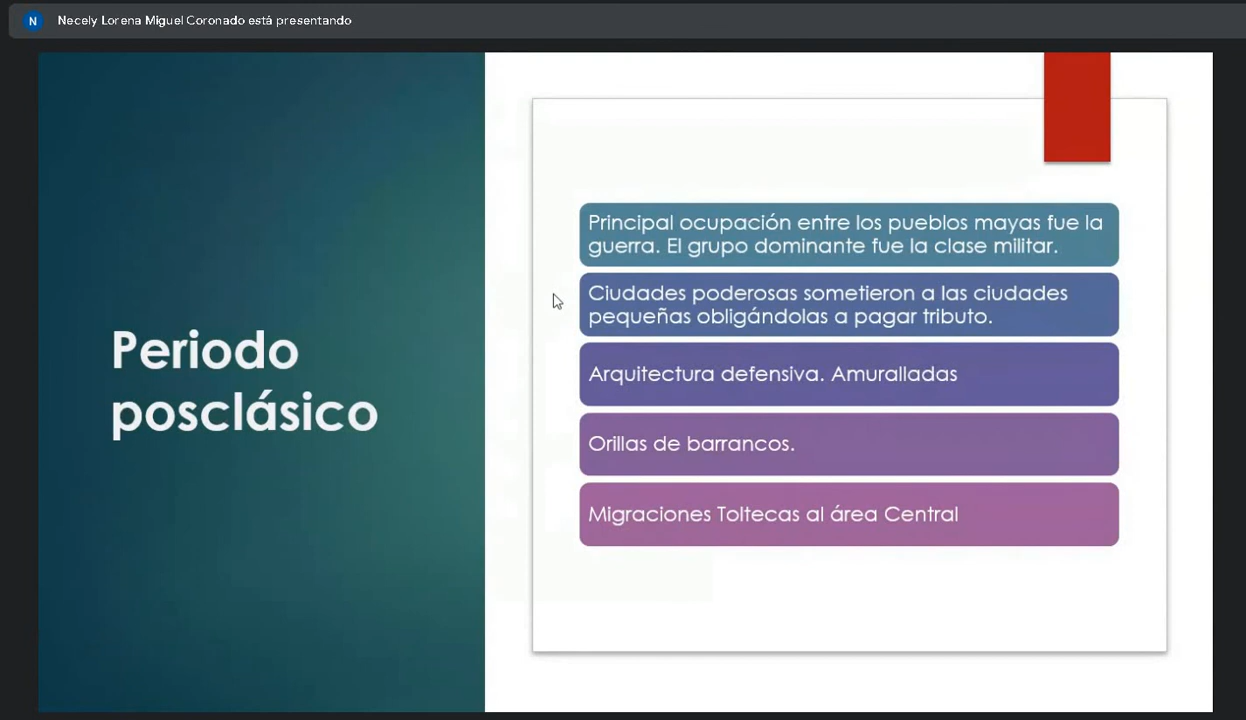 N
Necely Lorena Miguel Coronado está presentando
Periodo
posclásico
Principal ocupación entre los pueblos mayas fue la
guerra. El grupo dominante fue la clase militar.
Ciudades poderosas sometieron a las ciudades
pequeñas obligándolas a pagar tributo.
Arquitectura defensiva. Amuralladas
Orillas de barrancos.
Migraciones Toltecas al área Central